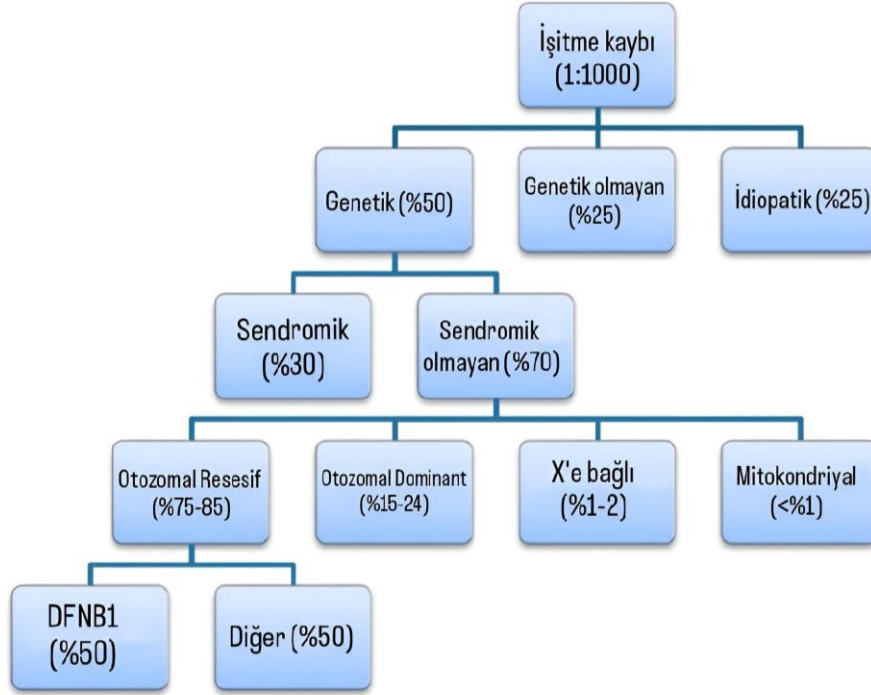 İşitme kaybı
(1:1000)
Genetik (%50)
Genetik olmayan
(%25)
İdiopatik (%25)
Sendromik
(%30)
Sendromik
olmayan (%70)
Otozomal Resesif
(%75-85)
Otozomal Dominant
(%15-24)
X'e bağlı
(%1-2)
Mitokondriyal
(<%1)
DFNB1
(%50)
Diğer (%50)